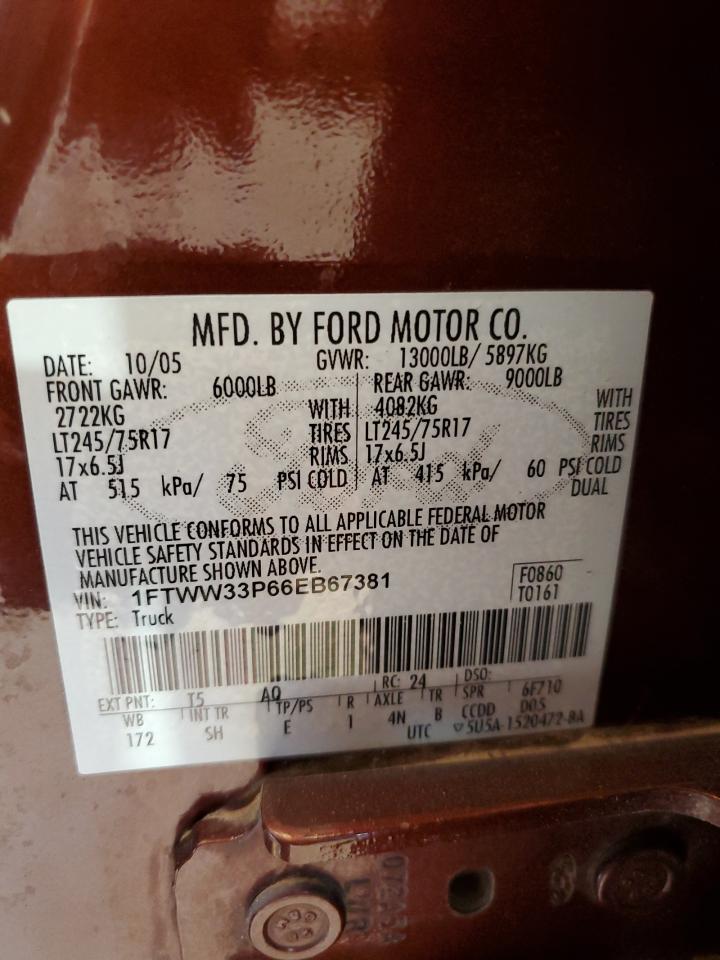 MFD. BY FORD MOTOR CO.
DATE: 10/05 GVWR: 13000LB/ 5897KG
FRONT GAWR: 6000LB REAR GAWR: 9000LB
2722KG WITH 4082KG WITH
LT245/75R17 TIRES LT245/75R17 TIRES
17x6.5J RIMS 17x6.5J RIMS
AT 515 kPa/ 75 PSI COLD AT 415 kPa/ 60 PSI COLD
DUAL
THIS VEHICLE CONFORMS TO ALL APPLICABLE FEDERAL MOTOR
VEHICLE SAFETY STANDARDS IN EFFECT ON THE DATE OF
MANUFACTURE SHOWN ABOVE.
VIN: 1FTWW33P66EB67381 F0860
TYPE: Truck T0161
EXT PNT: T5 AQ RC: 24 DSO:
WB INT TR TP/PS R AXLE TR SPR 6F710
172 SH E I 4N B CCDD DOS
UTC ▽5U5A-1520472-BA